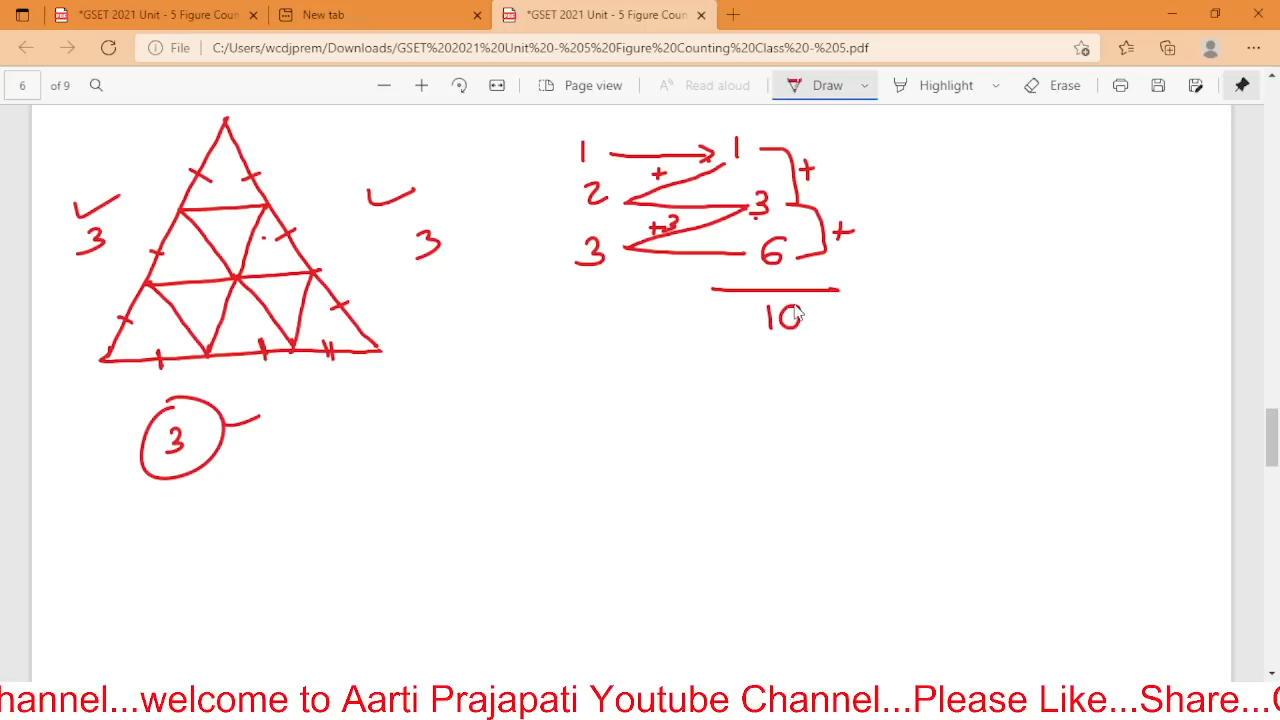 *GSET 2021 Unit - 5 Figure Coun
New tab
*GSET 2021 Unit - 5 Figure Coun
File
C:/Users/wcdjprem/Downloads/GSET%202021%20Unit%20-%205%20Figure%20Counting%20Class%20-%205.pdf
6 of 9
Page view
Read aloud
Draw
Highlight
Erase
1 1
+ +
2 3
3 3 +3 +
3 6
10
3
hannel...welcome to Aarti Prajapati Youtube Channel...Please Like...Share...